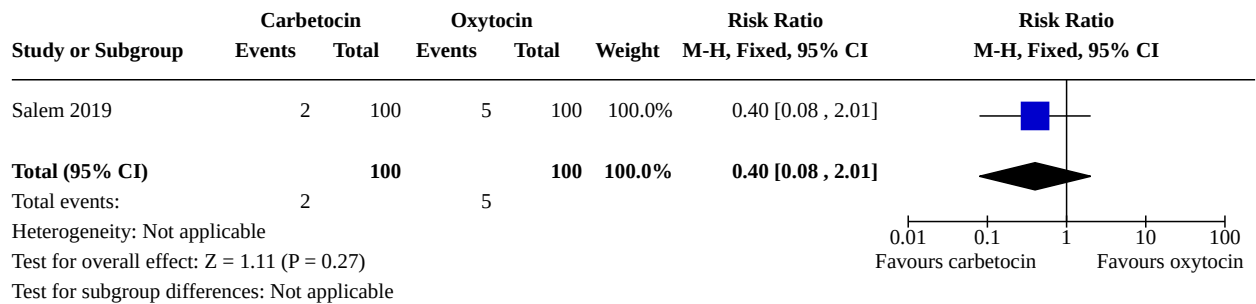 Carbetocin Oxytocin Risk Ratio Risk Ratio
Study or Subgroup Events Total Events Total Weight M-H, Fixed, 95% CI M-H, Fixed, 95% CI
Salem 2019 2 100 5 100 100.0% 0.40 [0.08 , 2.01]
Total (95% CI) 100 100 100.0% 0.40 [0.08 , 2.01]
Total events: 2 5
Heterogeneity: Not applicable 0.01 0.1 1 10 100
Test for overall effect: Z = 1.11 (P = 0.27) Favours carbetocin Favours oxytocin
Test for subgroup differences: Not applicable